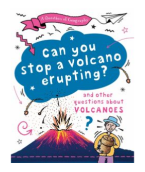 A Question of Geography
Can you
stop a volcano
erupting?
and other
questions about
VOLCANOES
?